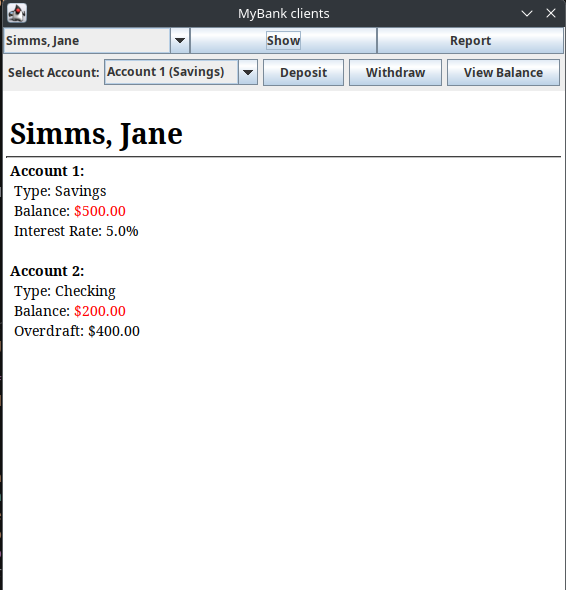 MyBank clients
Simms, Jane Show Report
Select Account: Account 1 (Savings) Deposit Withdraw View Balance
Simms, Jane
Account 1:
Type: Savings
Balance: $500.00
Interest Rate: 5.0%
Account 2:
Type: Checking
Balance: $200.00
Overdraft: $400.00